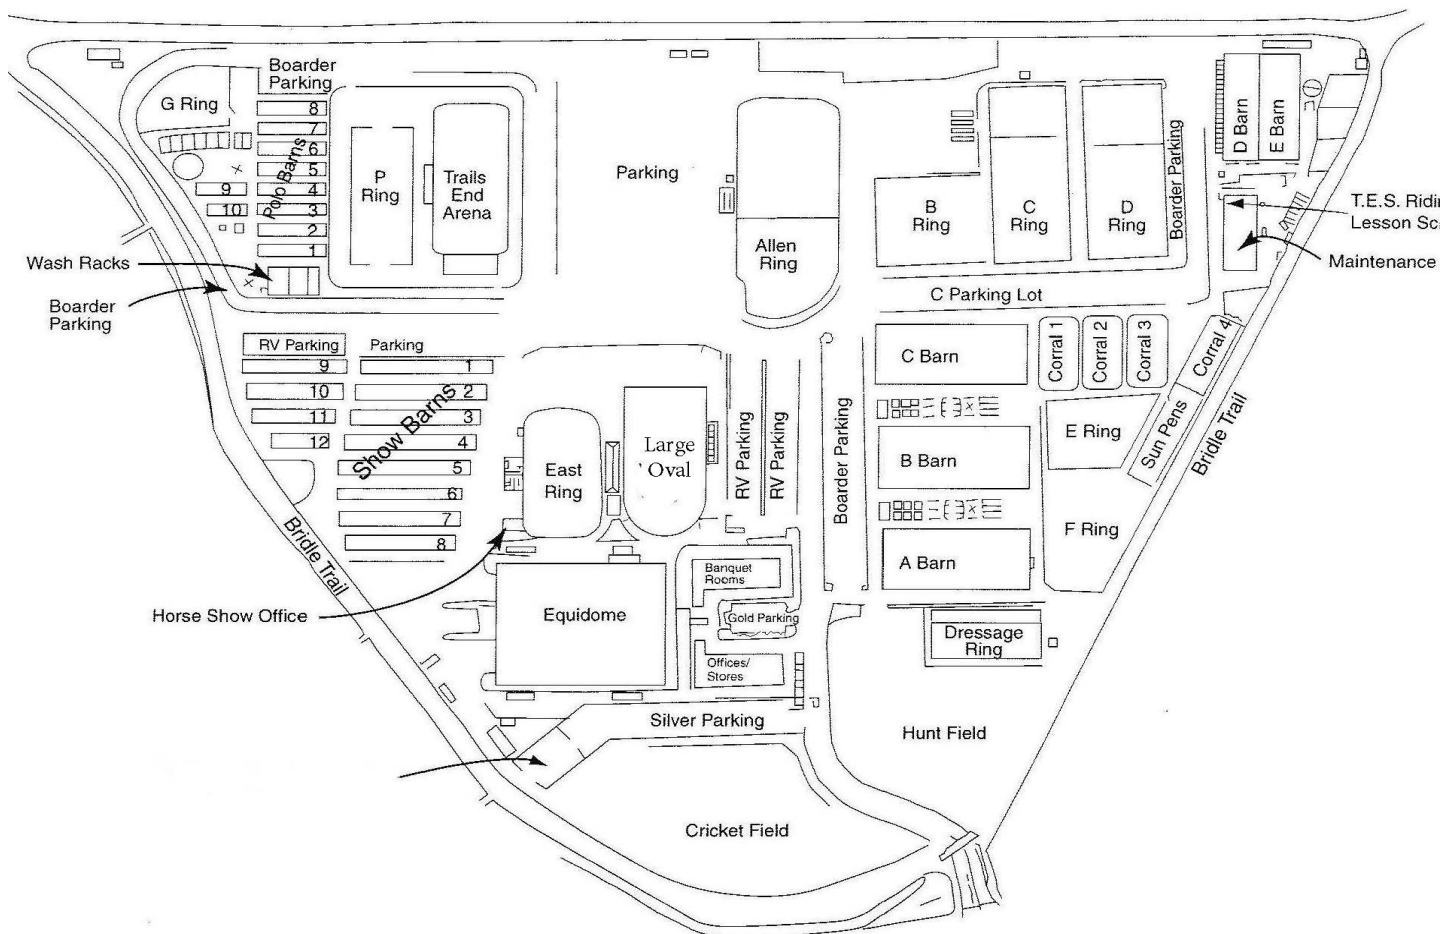 Boarder
Parking
G Ring
8
7
6
5
4
3
2
1
9
10
Polo Barns
P
Ring
Trails
End
Arena
Parking
Allen
Ring
B
Ring
C
Ring
D
Ring
Boarder Parking
D Barn
E Barn
T.E.S. Ridi
Lesson Sc
Maintenance
Wash Racks
Boarder
Parking
C Parking Lot
RV Parking
Parking
9
10
11
12
1
2
3
4
5
6
7
8
Show Barns
East
Ring
Large
Oval
RV Parking
RV Parking
Boarder Parking
C Barn
B Barn
A Barn
Corral 1
Corral 2
Corral 3
Corral 4
Sun Pens
Bridle Trail
E Ring
F Ring
Bridle Trail
Horse Show Office
Equidome
Banquet
Rooms
Gold Parking
Offices/
Stores
Dressage
Ring
Silver Parking
Hunt Field
Cricket Field